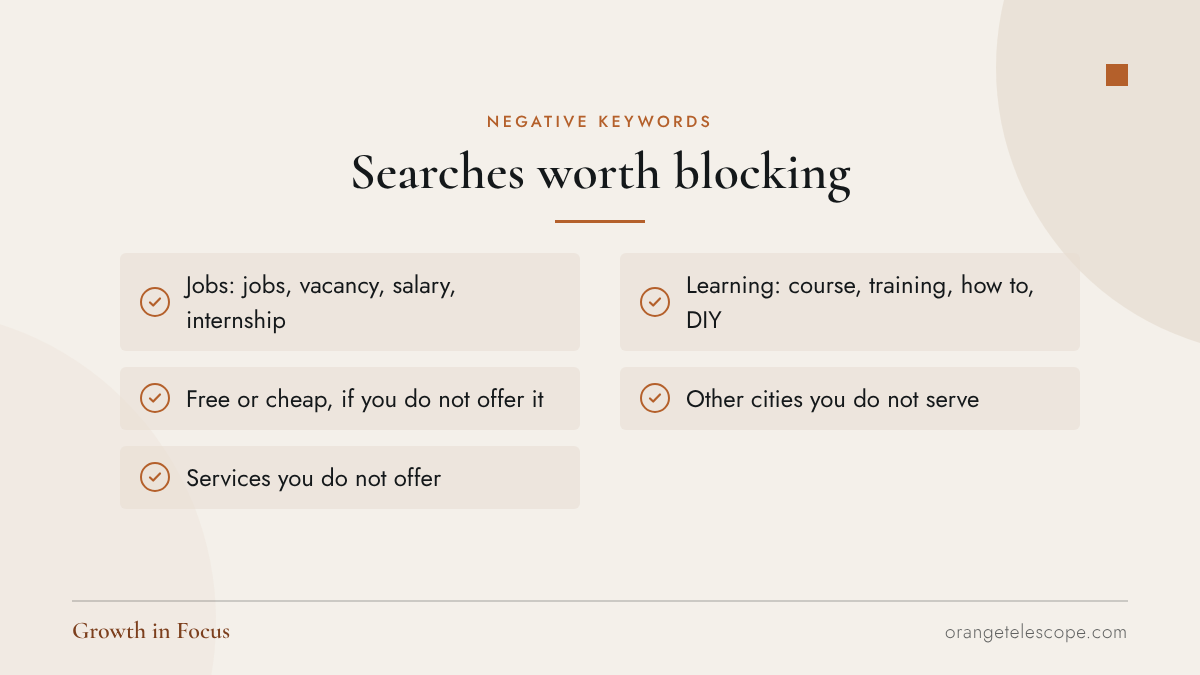 NEGATIVE KEYWORDS
Searches worth blocking
Jobs: jobs, vacancy, salary,
internship
Learning: course, training, how to,
DIY
Free or cheap, if you do not offer it
Other cities you do not serve
Services you do not offer
Growth in Focus
orangetelescope.com